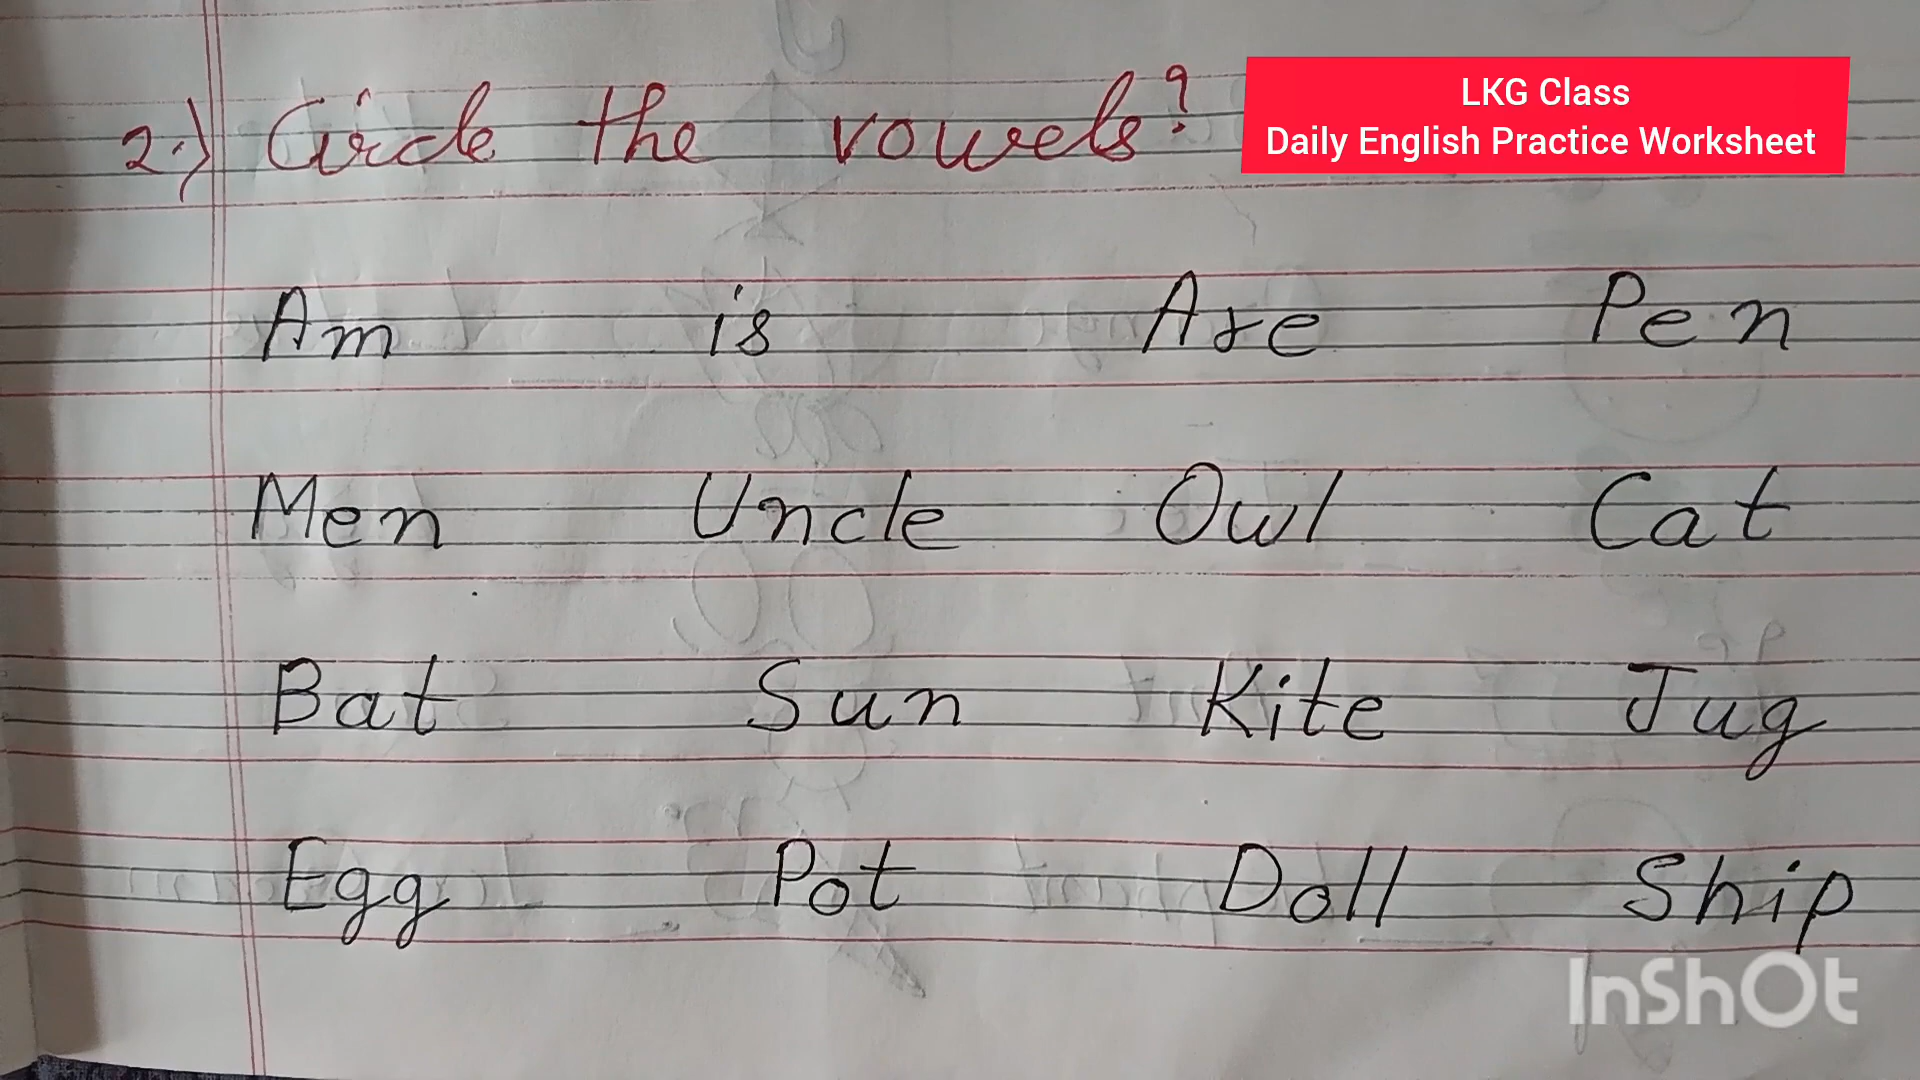 LKG Class
Daily English Practice Worksheet
2.) Circle the vowels?
Am is Are Pen
Men Uncle Owl Cat
Bat Sun Kite Jug
Egg Pot Doll Ship
InShOt